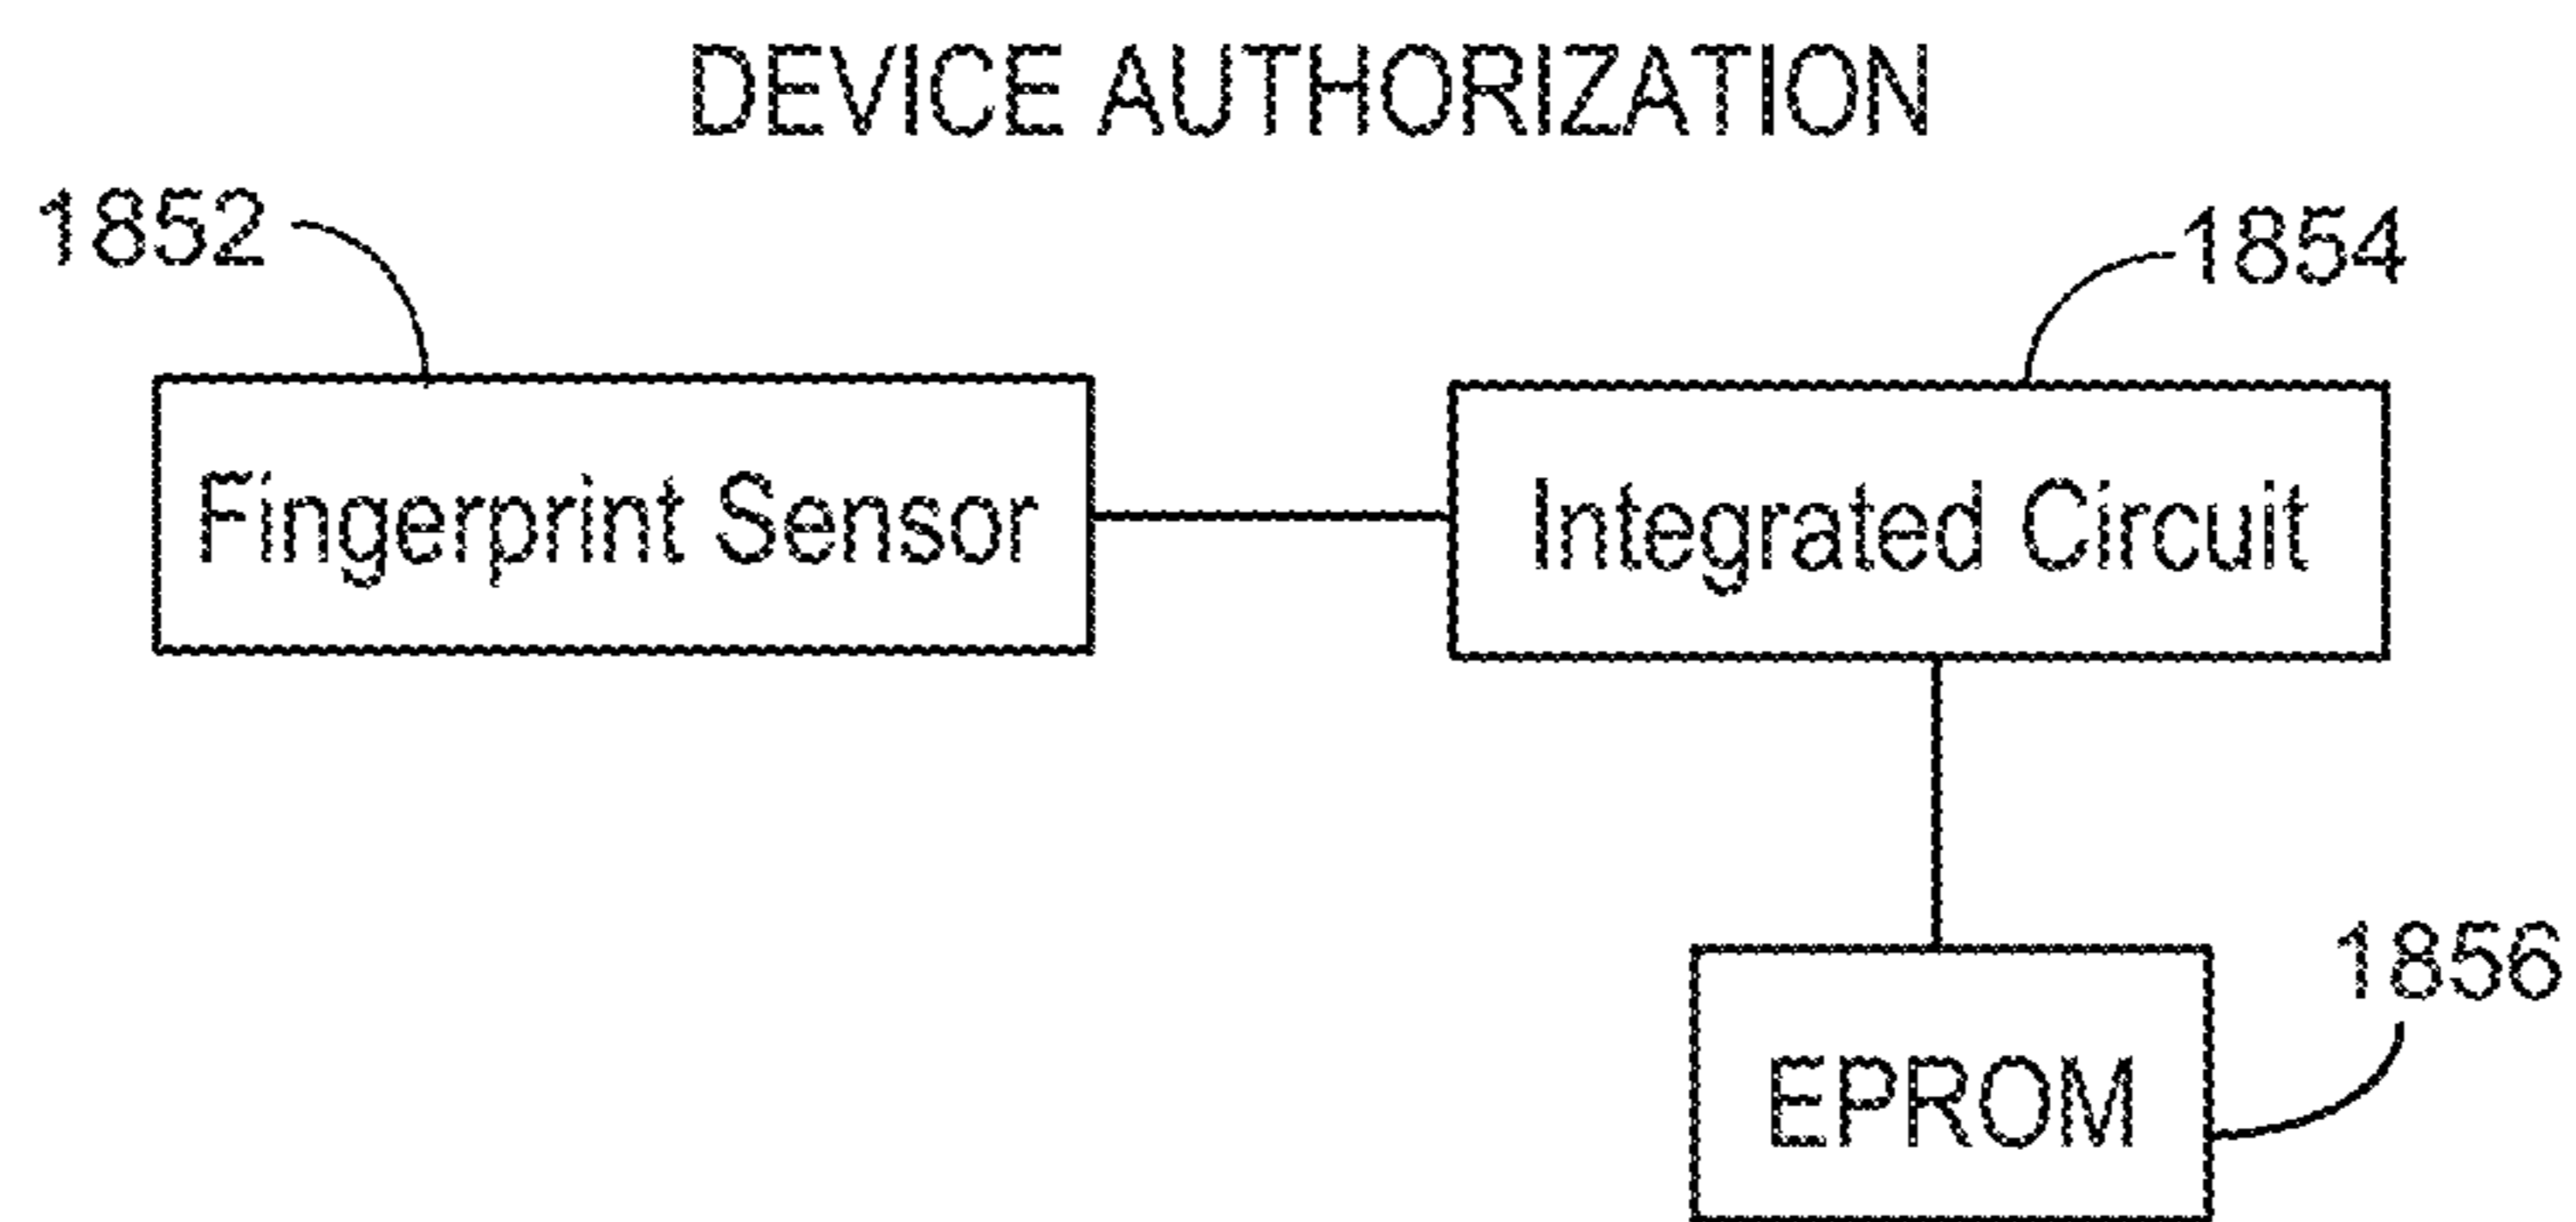 DEVICE AUTHORIZATION
1852
1854
Fingerprint Sensor
Integrated Circuit
1856
EPROM